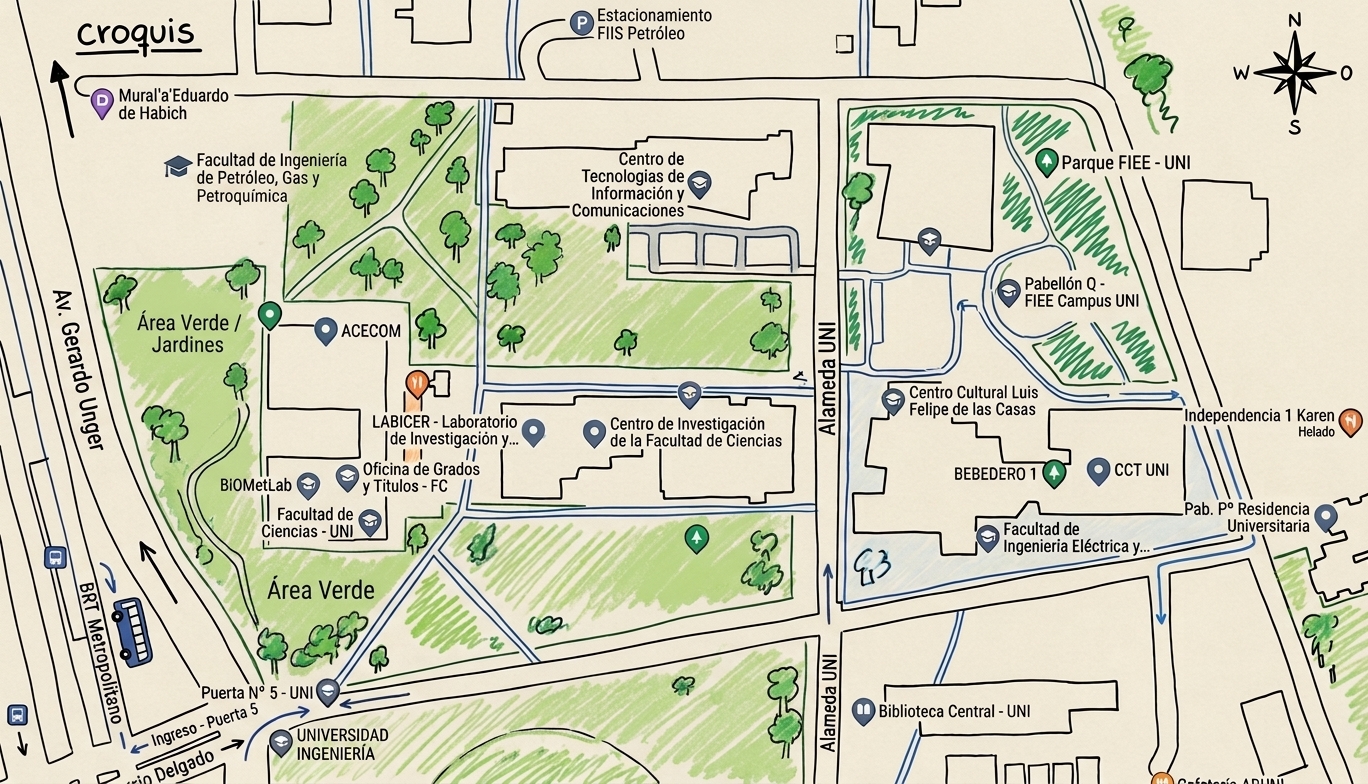 croquis
P
Estacionamiento
FIIS Petróleo
N
W
O
S
D
Mural'a'Eduardo
de Habich
Facultad de Ingeniería
de Petróleo, Gas y
Petroquímica
Centro de
Tecnologías de
Información y
Comunicaciones
Parque FIEE - UNI
Pabellón Q -
FIEE Campus UNI
Av. Gerardo Unger
Área Verde /
Jardines
ACECOM
Alameda UNI
LABICER - Laboratorio
de Investigación y...
Centro de Investigación
de la Facultad de Ciencias
Centro Cultural Luis
Felipe de las Casas
Independencia 1 Karen
Helado
BEBEDERO 1
CCT UNI
BiOMetLab
Oficina de Grados
y Títulos - FC
Facultad de
Ciencias - UNI
Facultad de
Ingeniería Eléctrica y...
Pab. Pº Residencia
Universitaria
Área Verde
BRT Metropolitano
Puerta N° 5 - UNI
Ingreso - Puerta 5
UNIVERSIDAD
INGENIERÍA
Delgado
Alameda UNI
Biblioteca Central - UNI